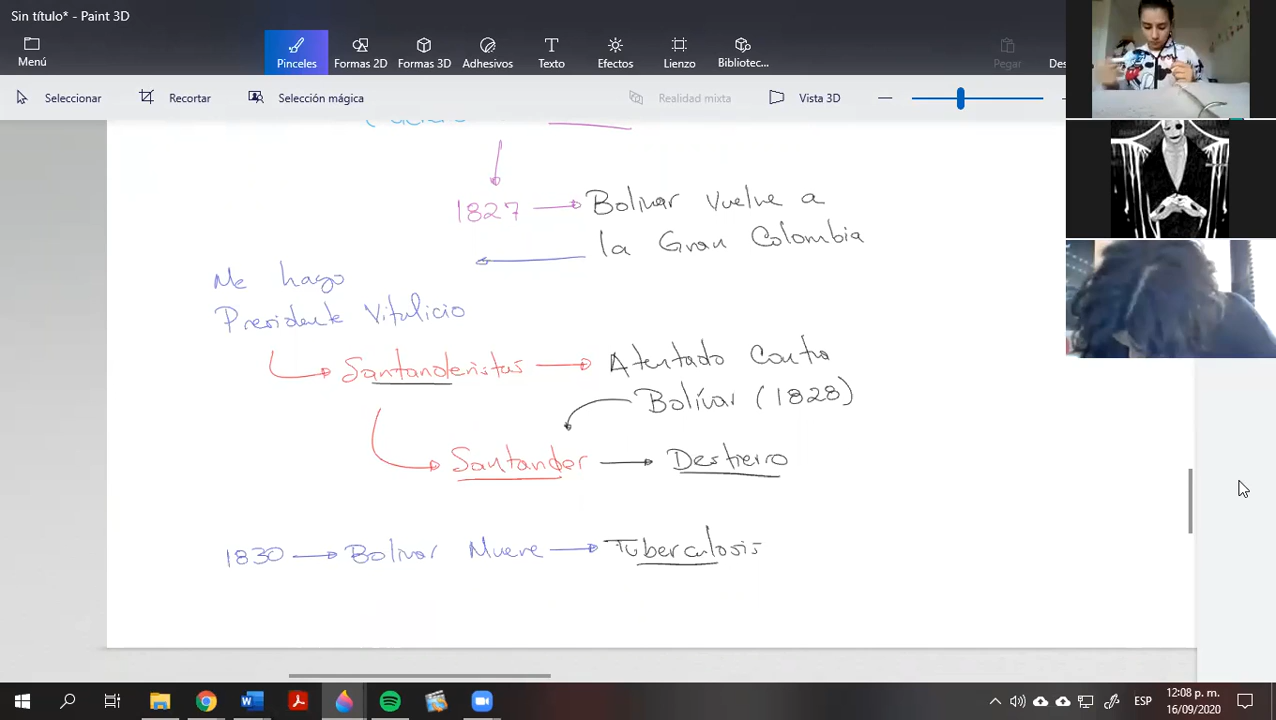 Sin título* - Paint 3D
Menú
Pinceles
Formas 2D
Formas 3D
Adhesivos
Texto
Efectos
Lienzo
Bibliotec...
Pegar
Des
Seleccionar
Recortar
Selección mágica
Realidad mixta
Vista 3D
1827 → Bolivar Vuelve a
la Gran Colombia
Me hago
Presidente Vitalicio
Santanderistas → Atentado Contra
Bolívar (1828)
Santander → Destierro
1830 → Bolivar Muere → Tuberculosis
ESP
12:08 p. m.
16/09/2020